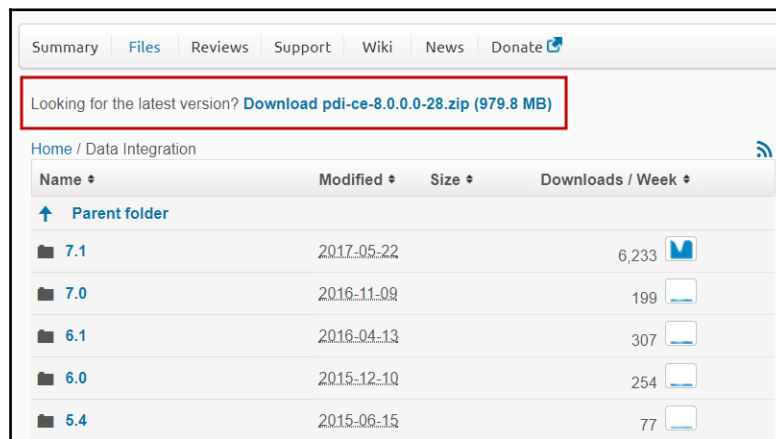 Summary Files Reviews Support Wiki News Donate
Looking for the latest version? Download pdi-ce-8.0.0.0-28.zip (979.8 MB)
Home / Data Integration
Name Modified Size Downloads / Week
Parent folder
7.1 2017-05-22 6,233
7.0 2016-11-09 199
6.1 2016-04-13 307
6.0 2015-12-10 254
5.4 2015-06-15 77